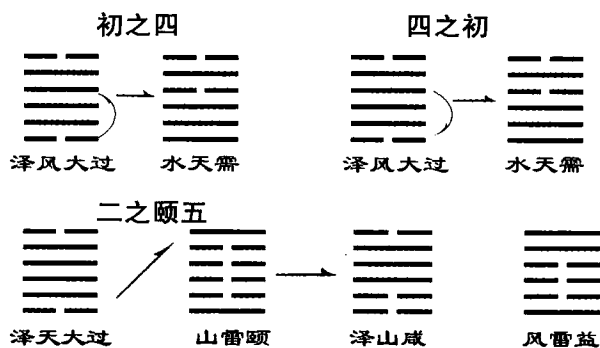 初之四 四之初
泽风大过 水天需 泽风大过 水天需
二之颐五
泽天大过 山雷颐 泽山咸 风雷益